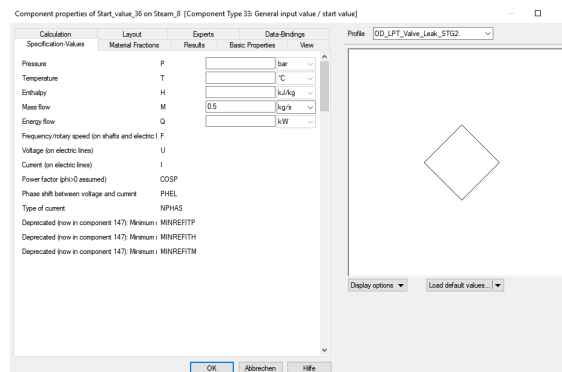 Component properties of Start_value_36 on Steam_8 [Component Type 33: General input value / start value]
Calculation Layout Experts Data-Bindings
Specification-Values Material Fractions Results Basic Properties View
Profile OD_LPT_Valve_Leak_STG2.
Pressure P bar
Temperature T °C
Enthalpy H kJ/kg
Mass flow M 0.5 kg/s
Energy flow Q kW
Frequency/rotary speed (on shafts and electric l F
Voltage (on electric lines) U
Current (on electric lines) I
Power factor (phi>0 assumed) COSP
Phase shift between voltage and current PHEL
Type of current NPHAS
Deprecated (now in component 147): Minimum ı MINREFITP
Deprecated (now in component 147): Minimum ı MINREFITH
Deprecated (now in component 147): Minimum ı MINREFITM
Display options Load default values...
OK Abbrechen Hilfe